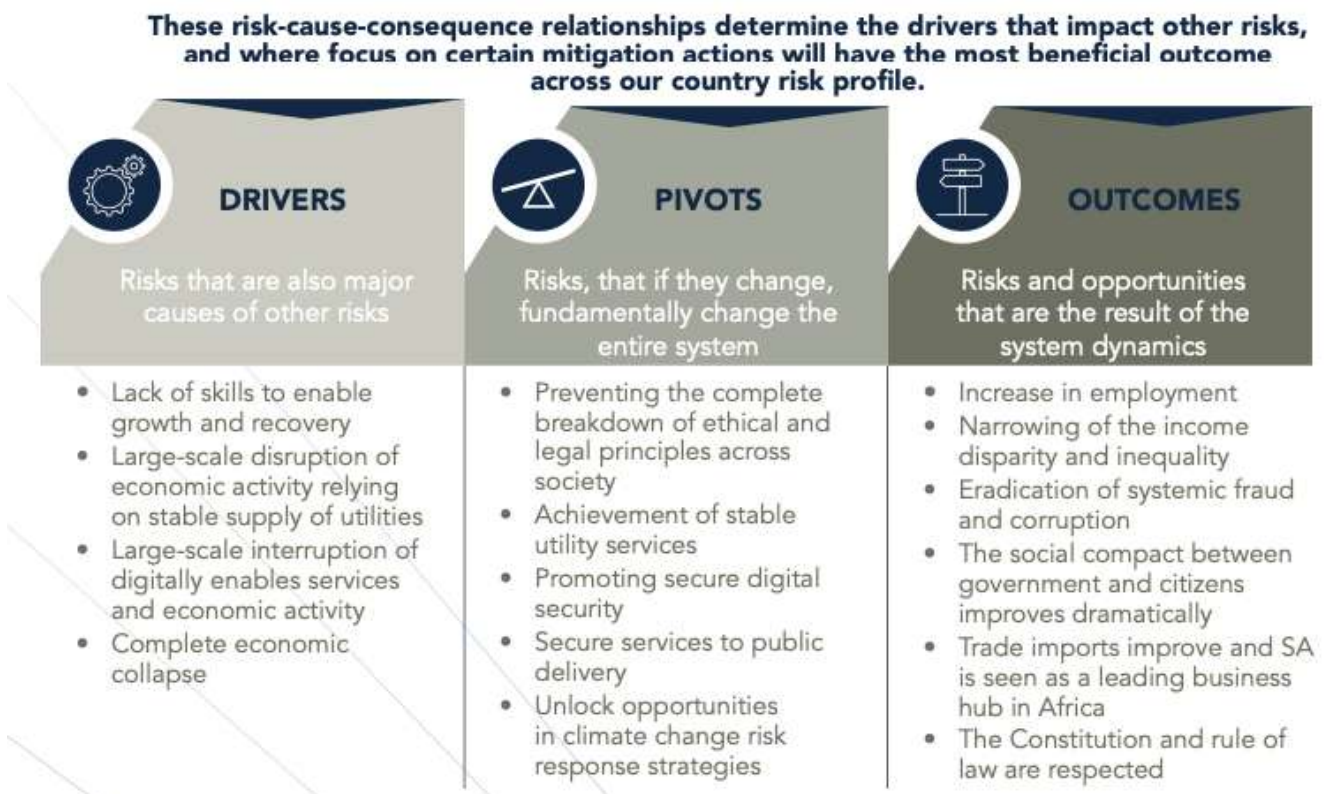 These risk-cause-consequence relationships determine the drivers that impact other risks,
and where focus on certain mitigation actions will have the most beneficial outcome
across our country risk profile.
DRIVERS
Risks that are also major
causes of other risks
• Lack of skills to enable
growth and recovery
• Large-scale disruption of
economic activity relying
on stable supply of utilities
• Large-scale interruption of
digitally enables services
and economic activity
• Complete economic
collapse
PIVOTS
Risks, that if they change,
fundamentally change the
entire system
• Preventing the complete
breakdown of ethical and
legal principles across
society
• Achievement of stable
utility services
• Promoting secure digital
security
• Secure services to public
delivery
• Unlock opportunities
in climate change risk
response strategies
OUTCOMES
Risks and opportunities
that are the result of the
system dynamics
• Increase in employment
• Narrowing of the income
disparity and inequality
• Eradication of systemic fraud
and corruption
• The social compact between
government and citizens
improves dramatically
• Trade imports improve and SA
is seen as a leading business
hub in Africa
• The Constitution and rule of
law are respected